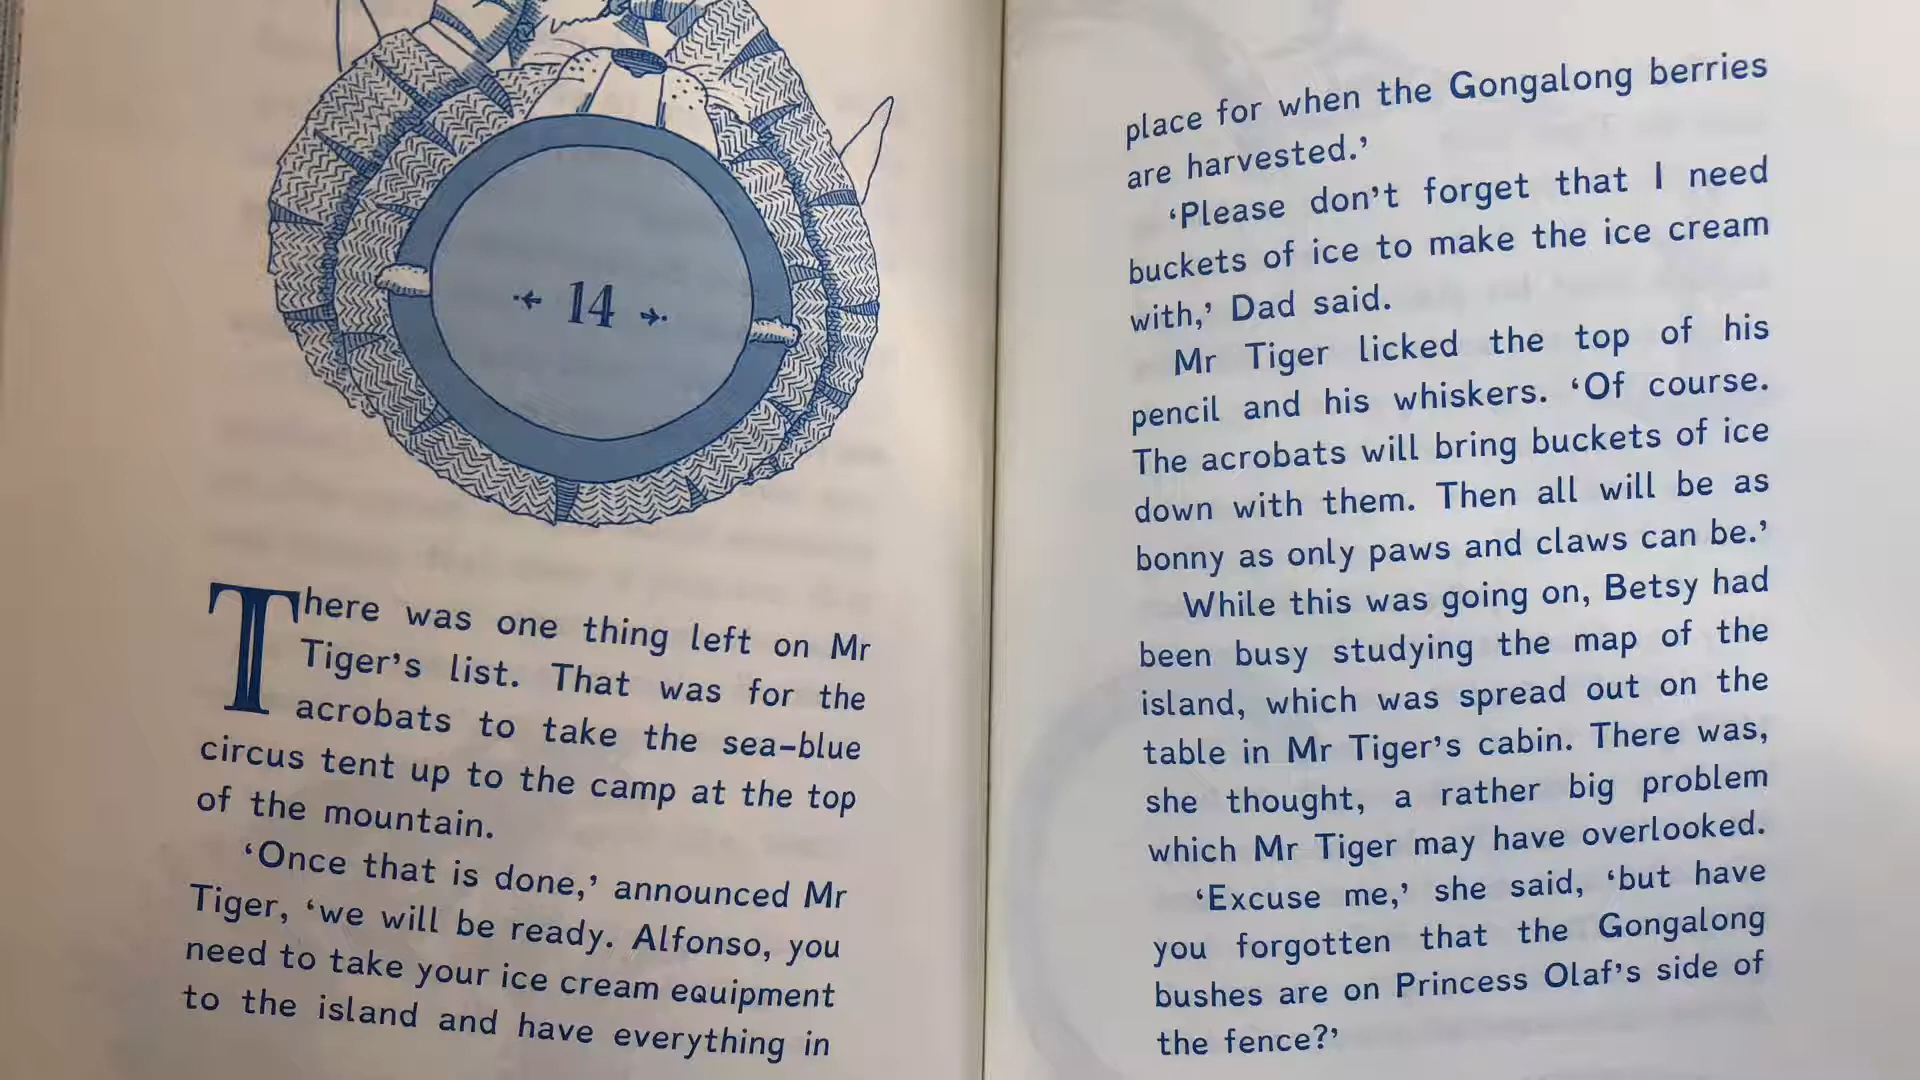 14
There was one thing left on Mr
Tiger's list. That was for the
acrobats to take the sea-blue
circus tent up to the camp at the top
of the mountain.
‘Once that is done,’ announced Mr
Tiger, ‘we will be ready. Alfonso, you
need to take your ice cream equipment
to the island and have everything in
place for when the Gongalong berries
are harvested.’
‘Please don’t forget that I need
buckets of ice to make the ice cream
with,’ Dad said.
Mr Tiger licked the top of his
pencil and his whiskers. ‘Of course.
The acrobats will bring buckets of ice
down with them. Then all will be as
bonny as only paws and claws can be.’
While this was going on, Betsy had
been busy studying the map of the
island, which was spread out on the
table in Mr Tiger’s cabin. There was,
she thought, a rather big problem
which Mr Tiger may have overlooked.
‘Excuse me,’ she said, ‘but have
you forgotten that the Gongalong
bushes are on Princess Olaf’s side of
the fence?’